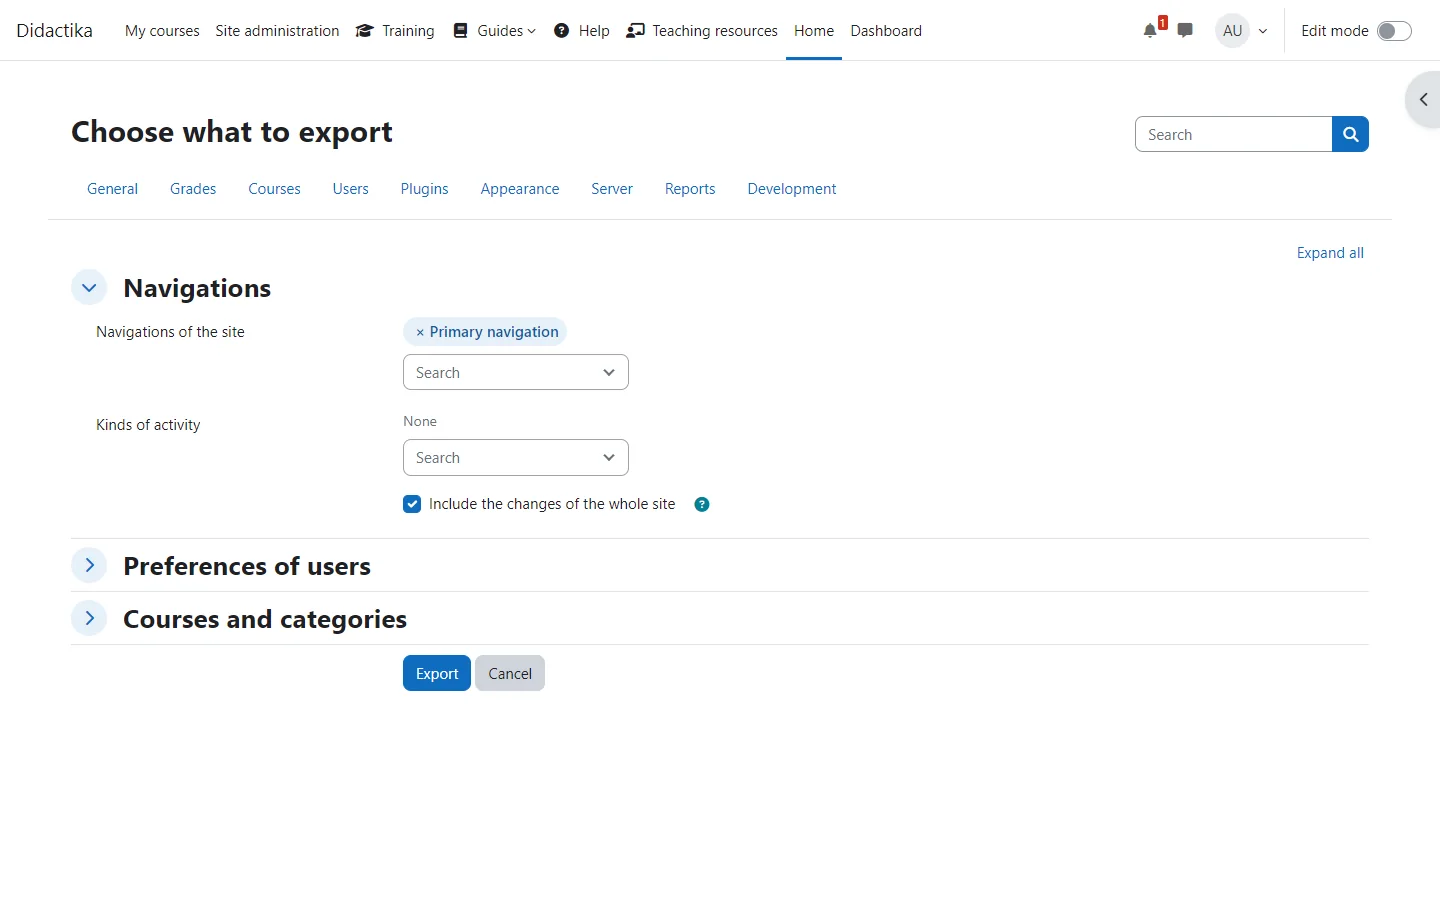 Didactika My courses Site administration Training Guides Help Teaching resources Home Dashboard 1 AU Edit mode
Choose what to export
Search
General Grades Courses Users Plugins Appearance Server Reports Development
Expand all
Navigations
Navigations of the site
× Primary navigation
Search
Kinds of activity
None
Search
Include the changes of the whole site ?
Preferences of users
Courses and categories
Export Cancel